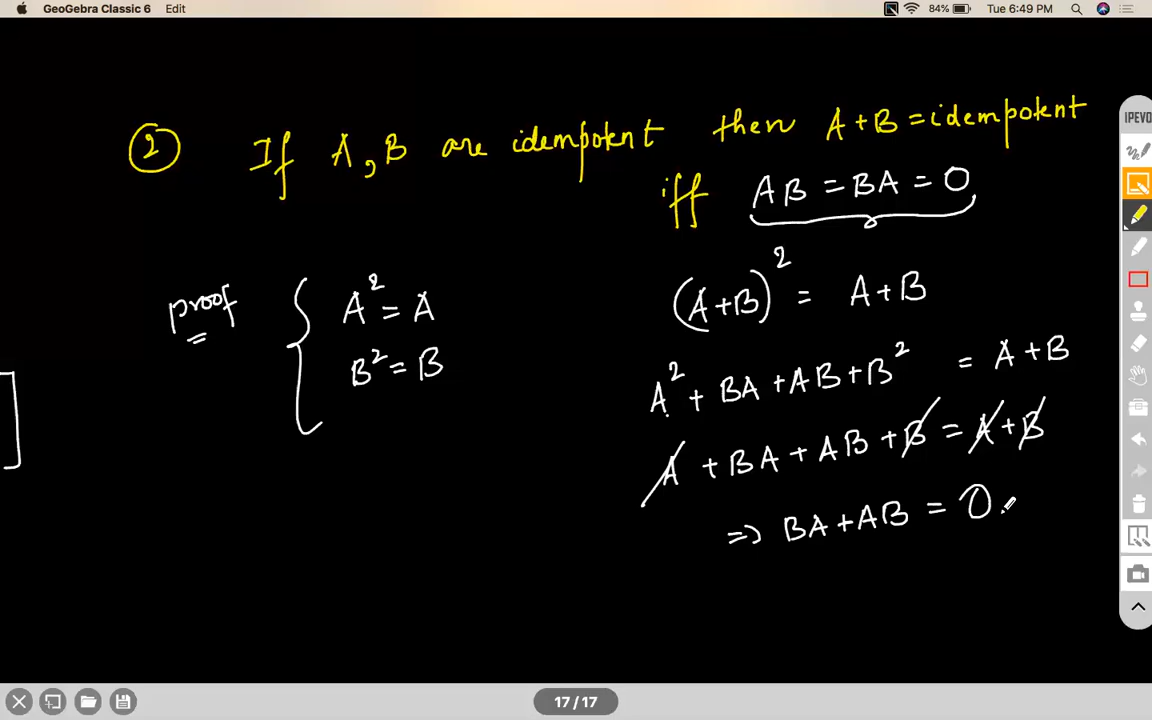 GeoGebra Classic 6 Edit 84% Tue 6:49 PM
② If A, B are idempotent then A+B = idempotent
iff AB = BA = 0
IPEVO
proof
A² = A
B² = B
(A+B)² = A+B
A² + BA + AB + B² = A+B
A + BA + AB + B = A+B
⇒ BA + AB = 0
17/17